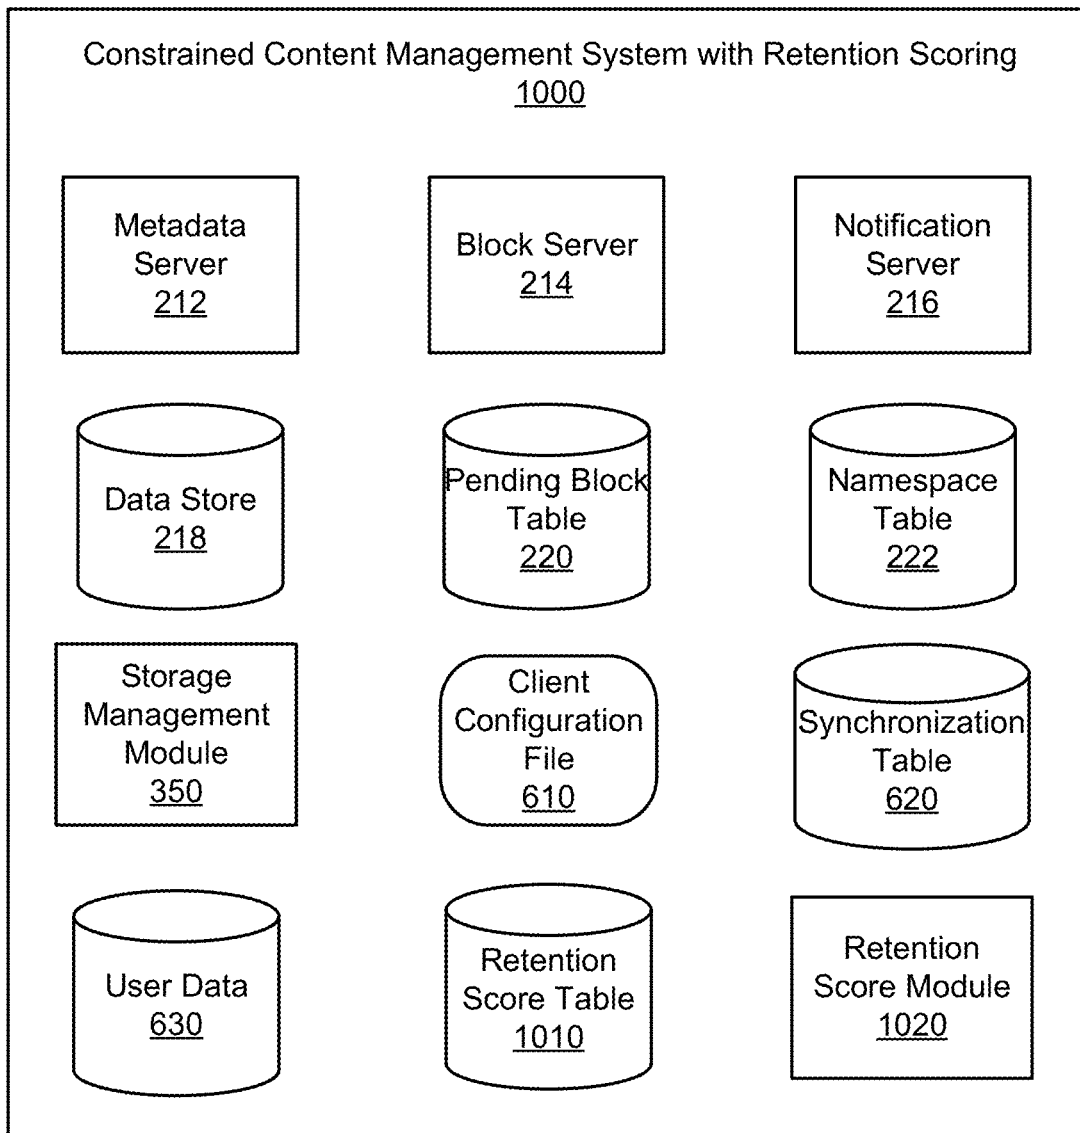 Constrained Content Management System with Retention Scoring
1000
Metadata
Server
212
Block Server
214
Notification
Server
216
Data Store
218
Pending Block
Table
220
Namespace
Table
222
Storage
Management
Module
350
Client
Configuration
File
610
Synchronization
Table
620
User Data
630
Retention
Score Table
1010
Retention
Score Module
1020